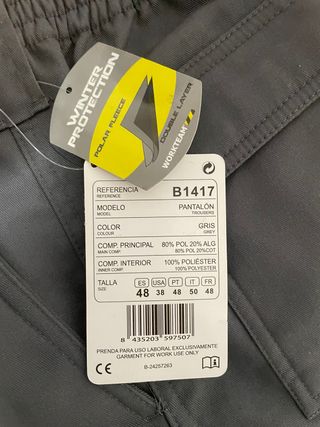 WINTER
PROTECTION
POLAR FLEECE
DOUBLE LAYER
WORKTEAM
REFERENCIA
REFERENCE
B1417
MODELO
MODEL
PANTALÓN
TROUSERS
COLOR
COLOUR
GRIS
GREY
COMP. PRINCIPAL
MAIN COMP.
80% POL 20% ALG
80% POL 20%COT
COMP. INTERIOR
INNER COMP.
100% POLIÉSTER
100% POLYESTER
TALLA
SIZE
ES USA PT IT FR
48 38 48 50 48
8 435203 597507
PRENDA PARA USO LABORAL EXCLUSIVAMENTE
GARMENT FOR WORK USE ONLY
B-24257263